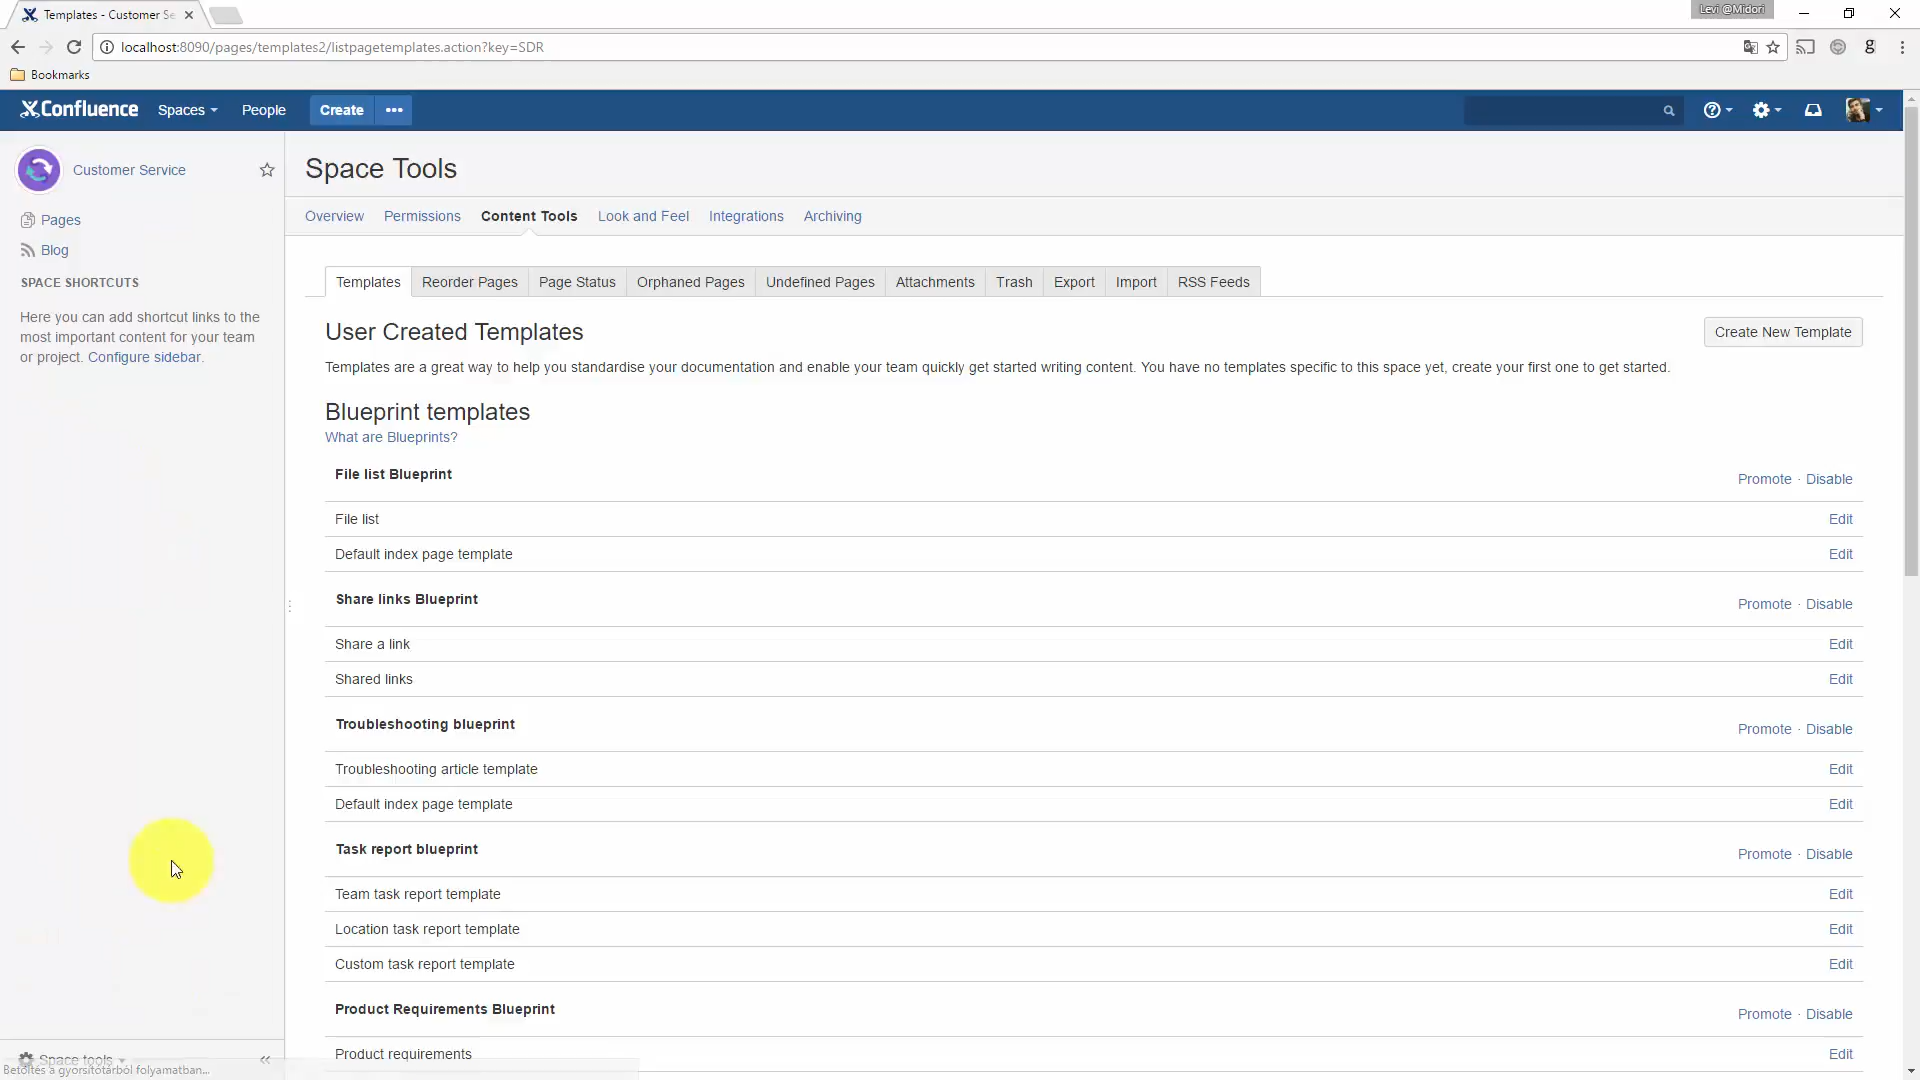 Templates - Customer Se
Levi @Midori
localhost:8090/pages/templates2/listpagetemplates.action?key=SDR
g
Bookmarks
Confluence Spaces People Create
Customer Service
Pages
Blog
SPACE SHORTCUTS
Here you can add shortcut links to the
most important content for your team
or project. Configure sidebar.
Space tools
Betöltés a gyorsítótárból folyamatban...
Space Tools
Overview Permissions Content Tools Look and Feel Integrations Archiving
Templates Reorder Pages Page Status Orphaned Pages Undefined Pages Attachments Trash Export Import RSS Feeds
User Created Templates
Create New Template
Templates are a great way to help you standardise your documentation and enable your team quickly get started writing content. You have no templates specific to this space yet, create your first one to get started.
Blueprint templates
What are Blueprints?
File list Blueprint Promote · Disable
File list Edit
Default index page template Edit
Share links Blueprint Promote · Disable
Share a link Edit
Shared links Edit
Troubleshooting blueprint Promote · Disable
Troubleshooting article template Edit
Default index page template Edit
Task report blueprint Promote · Disable
Team task report template Edit
Location task report template Edit
Custom task report template Edit
Product Requirements Blueprint Promote · Disable
Product requirements Edit